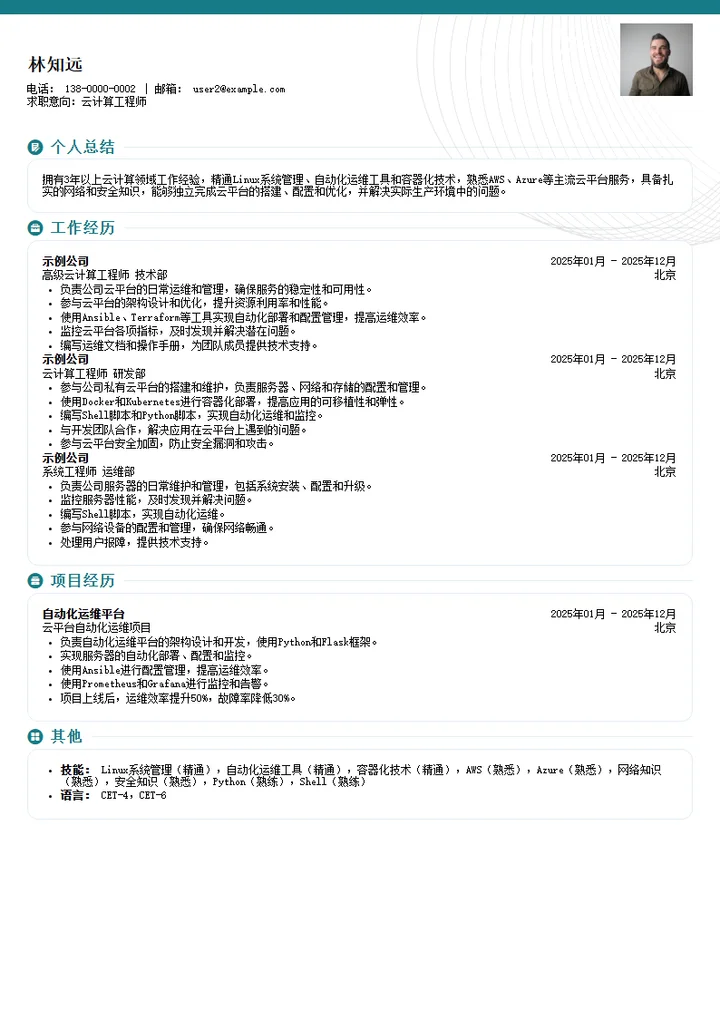 林知远
电话： 138-0000-0002 | 邮箱： user2@example.com
求职意向：云计算工程师
个人总结
拥有3年以上云计算领域工作经验，精通Linux系统管理、自动化运维工具和容器化技术，熟悉AWS、Azure等主流云平台服务，具备扎
实的网络和安全知识，能够独立完成云平台的搭建、配置和优化，并解决实际生产环境中的问题。
工作经历
示例公司 2025年01月 - 2025年12月
高级云计算工程师 技术部 北京
• 负责公司云平台的日常运维和管理，确保服务的稳定性和可用性。
• 参与云平台的架构设计和优化，提升资源利用率和性能。
• 使用Ansible、Terraform等工具实现自动化部署和配置管理，提高运维效率。
• 监控云平台各项指标，及时发现并解决潜在问题。
• 编写运维文档和操作手册，为团队成员提供技术支持。
示例公司 2025年01月 - 2025年12月
云计算工程师 研发部 北京
• 参与公司私有云平台的搭建和维护，负责服务器、网络和存储的配置和管理。
• 使用Docker和Kubernetes进行容器化部署，提高应用的可移植性和弹性。
• 编写Shell脚本和Python脚本，实现自动化运维和监控。
• 与开发团队合作，解决应用在云平台上遇到的问题。
• 参与云平台安全加固，防止安全漏洞和攻击。
示例公司 2025年01月 - 2025年12月
系统工程师 运维部 北京
• 负责公司服务器的日常维护和管理，包括系统安装、配置和升级。
• 监控服务器性能，及时发现并解决问题。
• 编写Shell脚本，实现自动化运维。
• 参与网络设备的配置和管理，确保网络畅通。
• 处理用户报障，提供技术支持。
项目经历
自动化运维平台 2025年01月 - 2025年12月
云平台自动化运维项目 北京
• 负责自动化运维平台的架构设计和开发，使用Python和Flask框架。
• 实现服务器的自动化部署、配置和监控。
• 使用Ansible进行配置管理，提高运维效率。
• 使用Prometheus和Grafana进行监控和告警。
• 项目上线后，运维效率提升50%，故障率降低30%。
其他
• 技能： Linux系统管理（精通），自动化运维工具（精通），容器化技术（精通），AWS（熟悉），Azure（熟悉），网络知识
（熟悉），安全知识（熟悉），Python（熟练），Shell（熟练）
• 语言： CET-4，CET-6